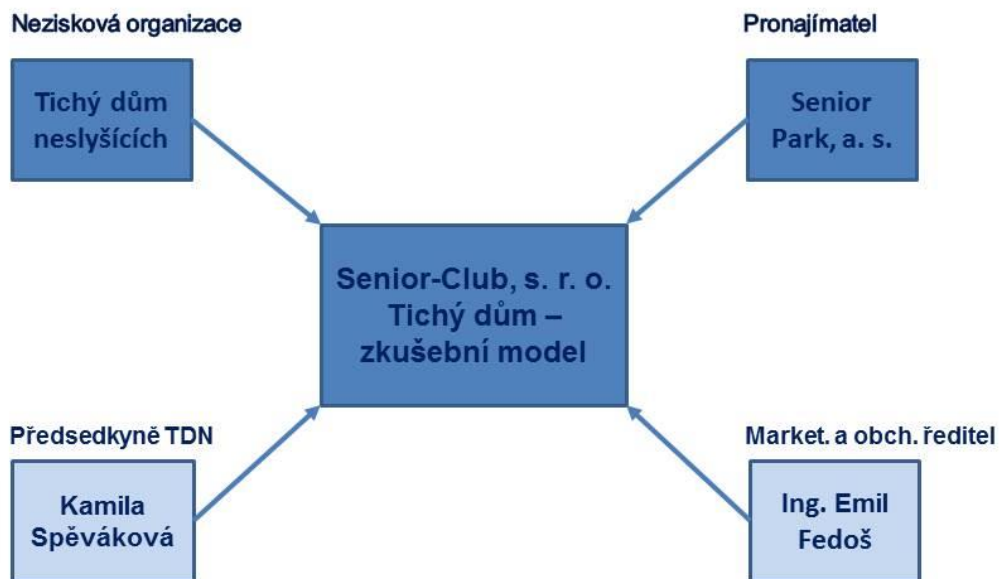 Nezisková organizace
Pronajímatel
Tichý dům
neslyšících
Senior
Park, a. s.
Senior-Club, s. r. o.
Tichý dům –
zkušební model
Předsedkyně TDN
Market. a obch. ředitel
Kamila
Spěváková
Ing. Emil
Fedoš